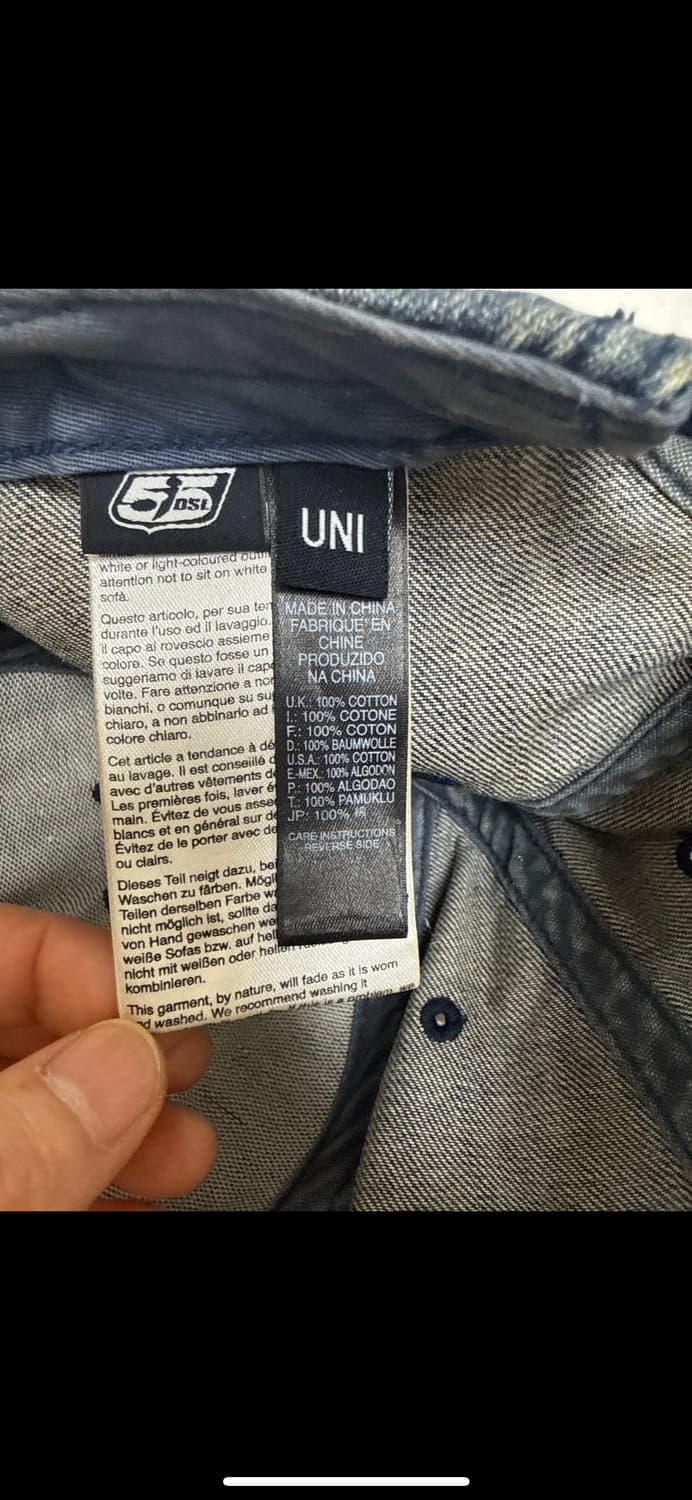 55
DSL
white or light-coloured
attention not to sit on white
sofà.
Questo articolo, per sua
durante l'uso ed il lavaggio.
il capo al rovescio assieme
colore. Se questo fosse un
suggeriamo di lavare il
volte. Fare attenzione a
bianchi, o comunque su
chiaro, a non abbinarlo ad
colore chiaro.
Cet article a tendance à
au lavage. Il est conseillé
avec d'autres vêtements
Les premières fois, laver
main. Évitez de vous
blancs et en général sur
Évitez de le porter avec
ou clairs.
Dieses Teil neigt dazu,
Waschen zu färben.
Teilen derselben Farbe
nicht möglich ist, sollte
von Hand gewaschen
weiße Sofas bzw. auf
nicht mit weißen oder
kombinieren.
This garment, by nature, will fade as it is worn
washed. We recommend washing it
if this is a problem, we
UNI
MADE IN CHINA
FABRIQUE' EN
CHINE
PRODUZIDO
NA CHINA
U.K.: 100% COTTON
I.: 100% COTONE
F.: 100% COTON
D.: 100% BAUMWOLLE
U.S.A.: 100% COTTON
E-MEX.: 100% ALGODON
P.: 100% ALGODAO
T.: 100% PAMUKLU
JP: 100%
CARE INSTRUCTIONS
REVERSE SIDE